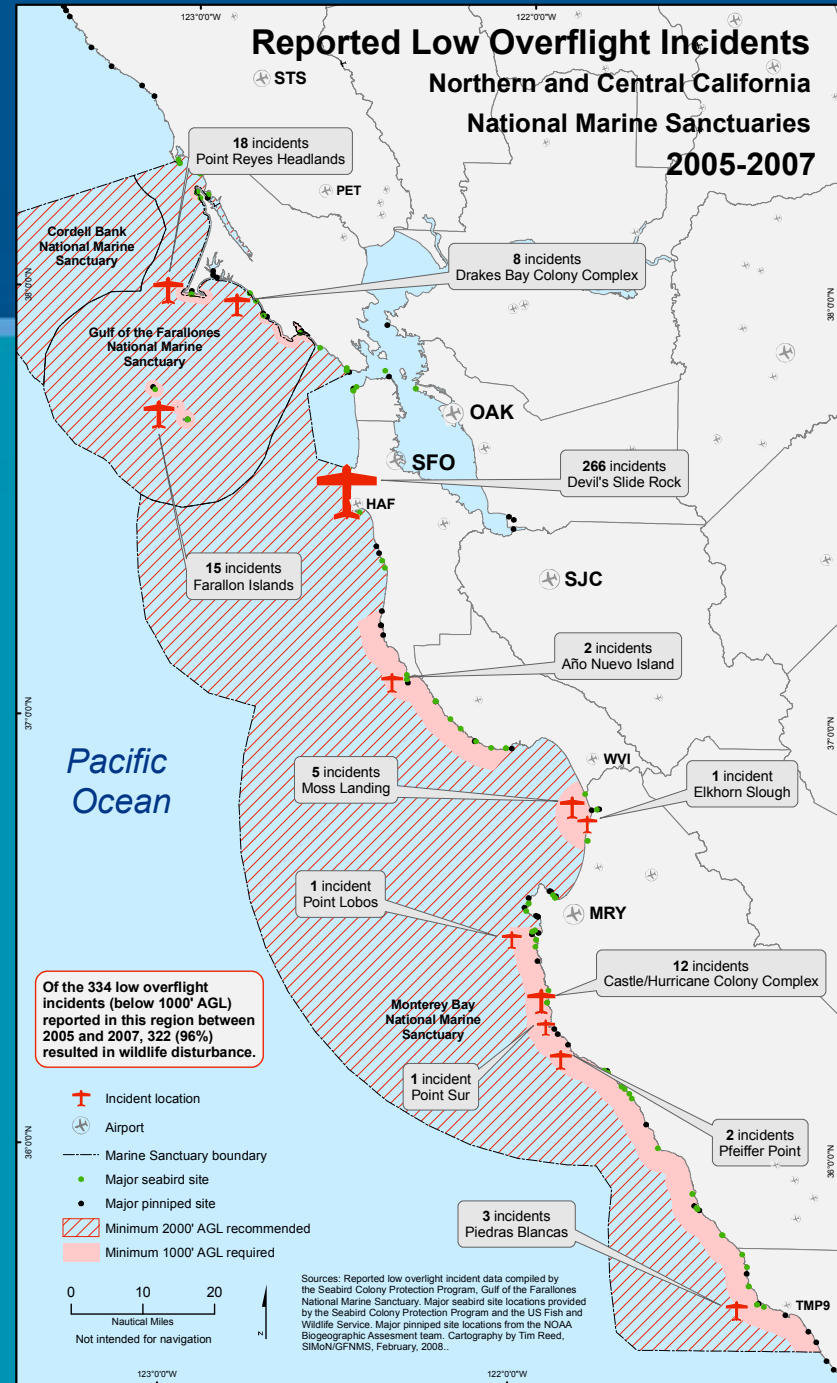 123°0'0"W
122°0'0"W
Reported Low Overflight Incidents
Northern and Central California
National Marine Sanctuaries
2005-2007
STS
18 incidents
Point Reyes Headlands
PET
Cordell Bank
National Marine
Sanctuary
8 incidents
Drakes Bay Colony Complex
38°0'0"N
38°0'0"N
Gulf of the Farallones
National Marine
Sanctuary
OAK
SFO
266 incidents
Devil's Slide Rock
HAF
15 incidents
Farallon Islands
SJC
2 incidents
Año Nuevo Island
37°0'0"N
37°0'0"N
Pacific
Ocean
WVI
5 incidents
Moss Landing
1 incident
Elkhorn Slough
1 incident
Point Lobos
MRY
12 incidents
Castle/Hurricane Colony Complex
Of the 334 low overflight
incidents (below 1000' AGL)
reported in this region between
2005 and 2007, 322 (96%)
resulted in wildlife disturbance.
Monterey Bay
National Marine
Sanctuary
1 incident
Point Sur
2 incidents
Pfeiffer Point
36°0'0"N
36°0'0"N
Incident location
Airport
Marine Sanctuary boundary
Major seabird site
Major pinniped site
Minimum 2000' AGL recommended
Minimum 1000' AGL required
3 incidents
Piedras Blancas
TMP9
0 10 20
Nautical Miles
Not intended for navigation
N
Sources: Reported low overlight incident data compiled by
the Seabird Colony Protection Program, Gulf of the Farallones
National Marine Sanctuary. Major seabird site locations provided
by the Seabird Colony Protection Program and the US Fish and
Wildlife Service. Major pinniped site locations from the NOAA
Biogeographic Assesment team. Cartography by Tim Reed,
SIMoN/GFNMS, February, 2008..
123°0'0"W
122°0'0"W